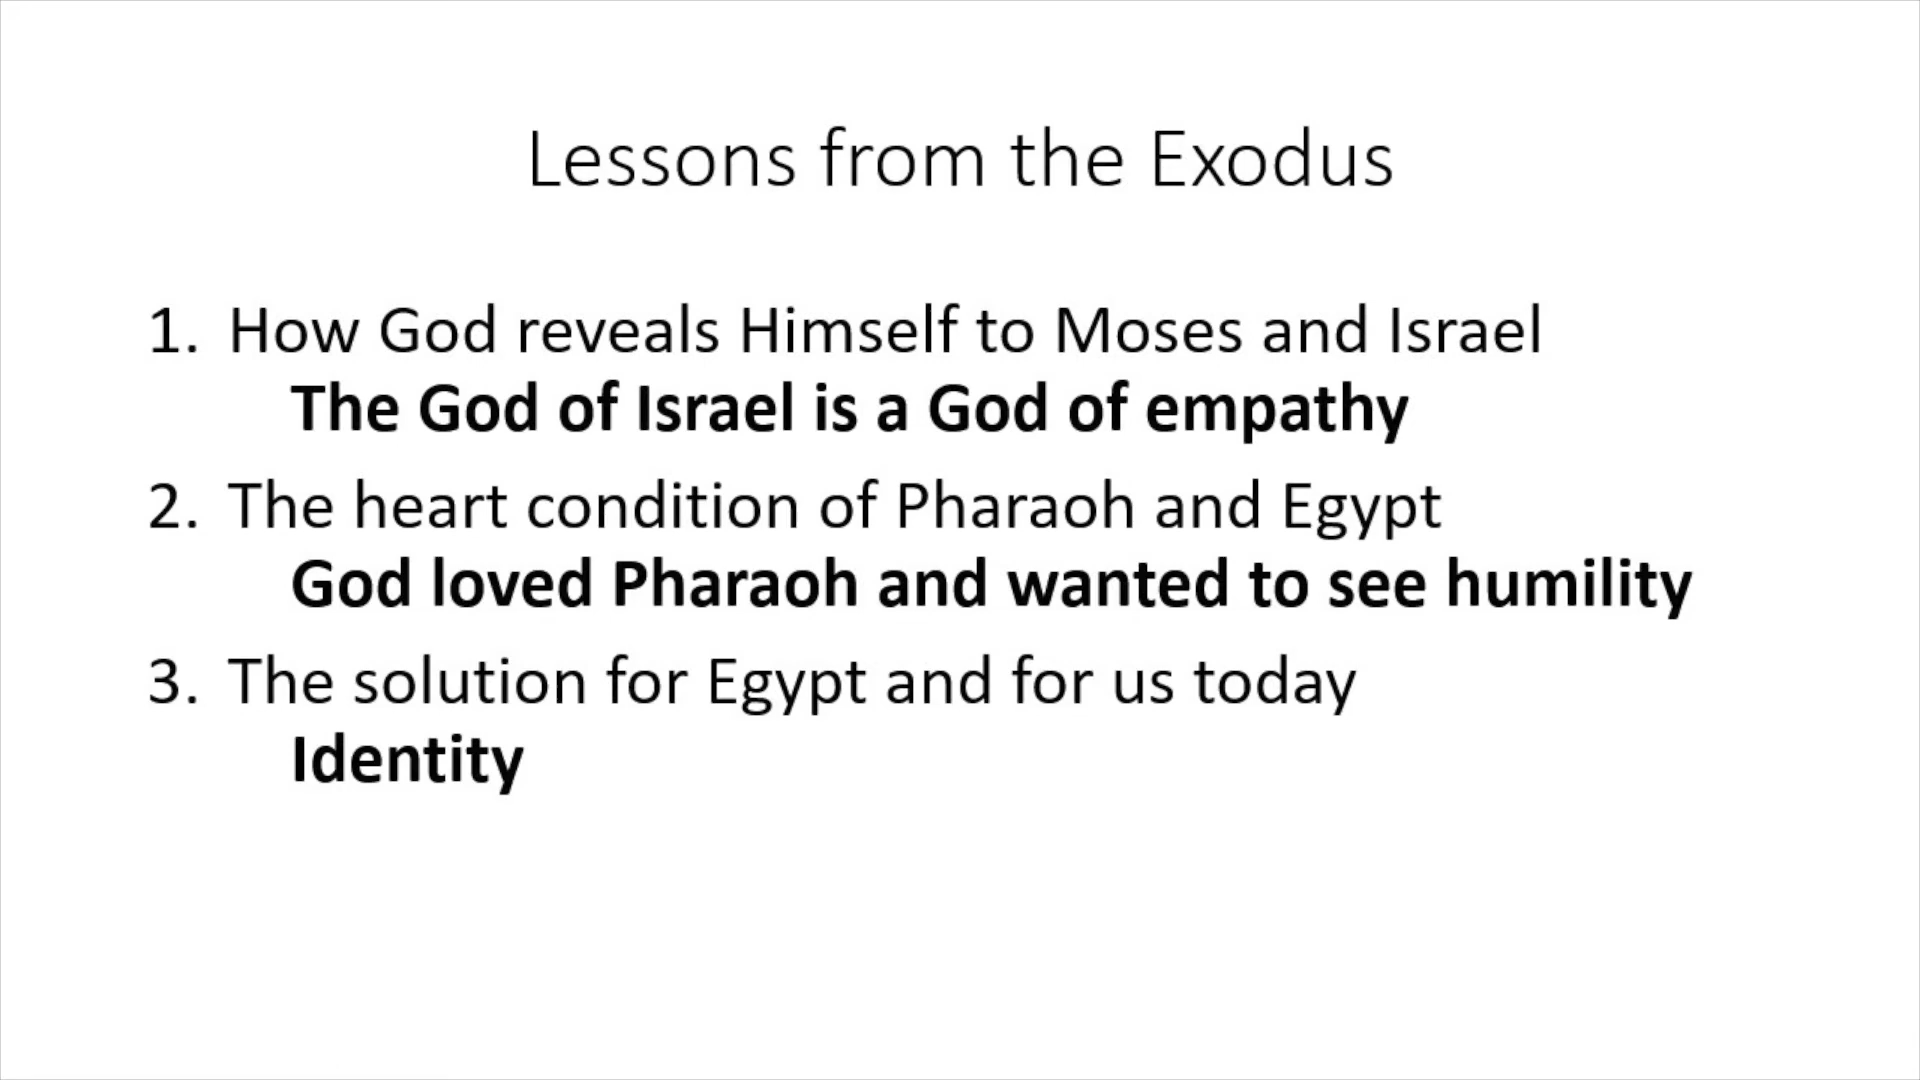 Lessons from the Exodus
1. How God reveals Himself to Moses and Israel
The God of Israel is a God of empathy
2. The heart condition of Pharaoh and Egypt
God loved Pharaoh and wanted to see humility
3. The solution for Egypt and for us today
Identity